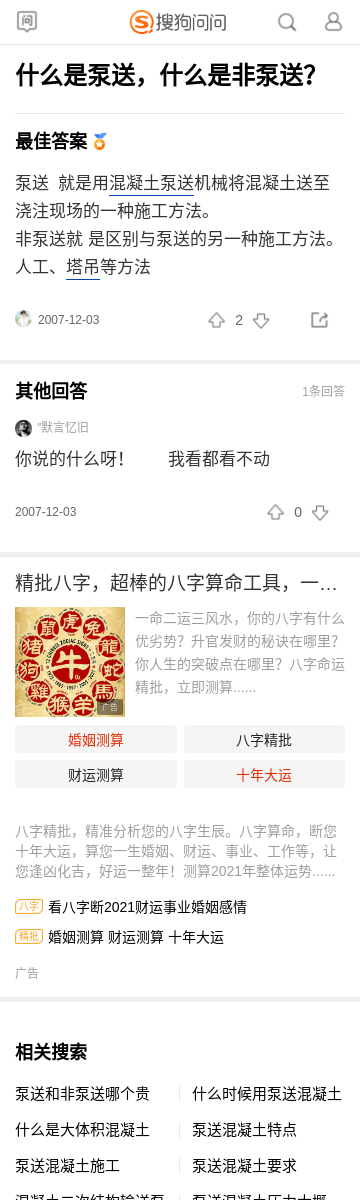 问
搜狗问问
什么是泵送，什么是非泵送？
最佳答案
泵送 就是用混凝土泵送机械将混凝土送至
浇注现场的一种施工方法。
非泵送就 是区别与泵送的另一种施工方法。
人工、塔吊等方法
2007-12-03
2
其他回答
1条回答
"默言忆旧
你说的什么呀！ 我看都看不动
2007-12-03
0
精批八字，超棒的八字算命工具，一…
鼠 虎 兔
猪 龍
狗 牛 蛇
雞 猴 羊 馬
广告
一命二运三风水，你的八字有什么
优劣势？升官发财的秘诀在哪里？
你人生的突破点在哪里？八字命运
精批，立即测算......
婚姻测算
八字精批
财运测算
十年大运
八字精批，精准分析您的八字生辰。八字算命，断您
十年大运，算您一生婚姻、财运、事业、工作等，让
您逢凶化吉，好运一整年！测算2021年整体运势......
八字 看八字断2021财运事业婚姻感情
精批 婚姻测算 财运测算 十年大运
广告
相关搜索
泵送和非泵送哪个贵
什么时候用泵送混凝土
什么是大体积混凝土
泵送混凝土特点
泵送混凝土施工
泵送混凝土要求